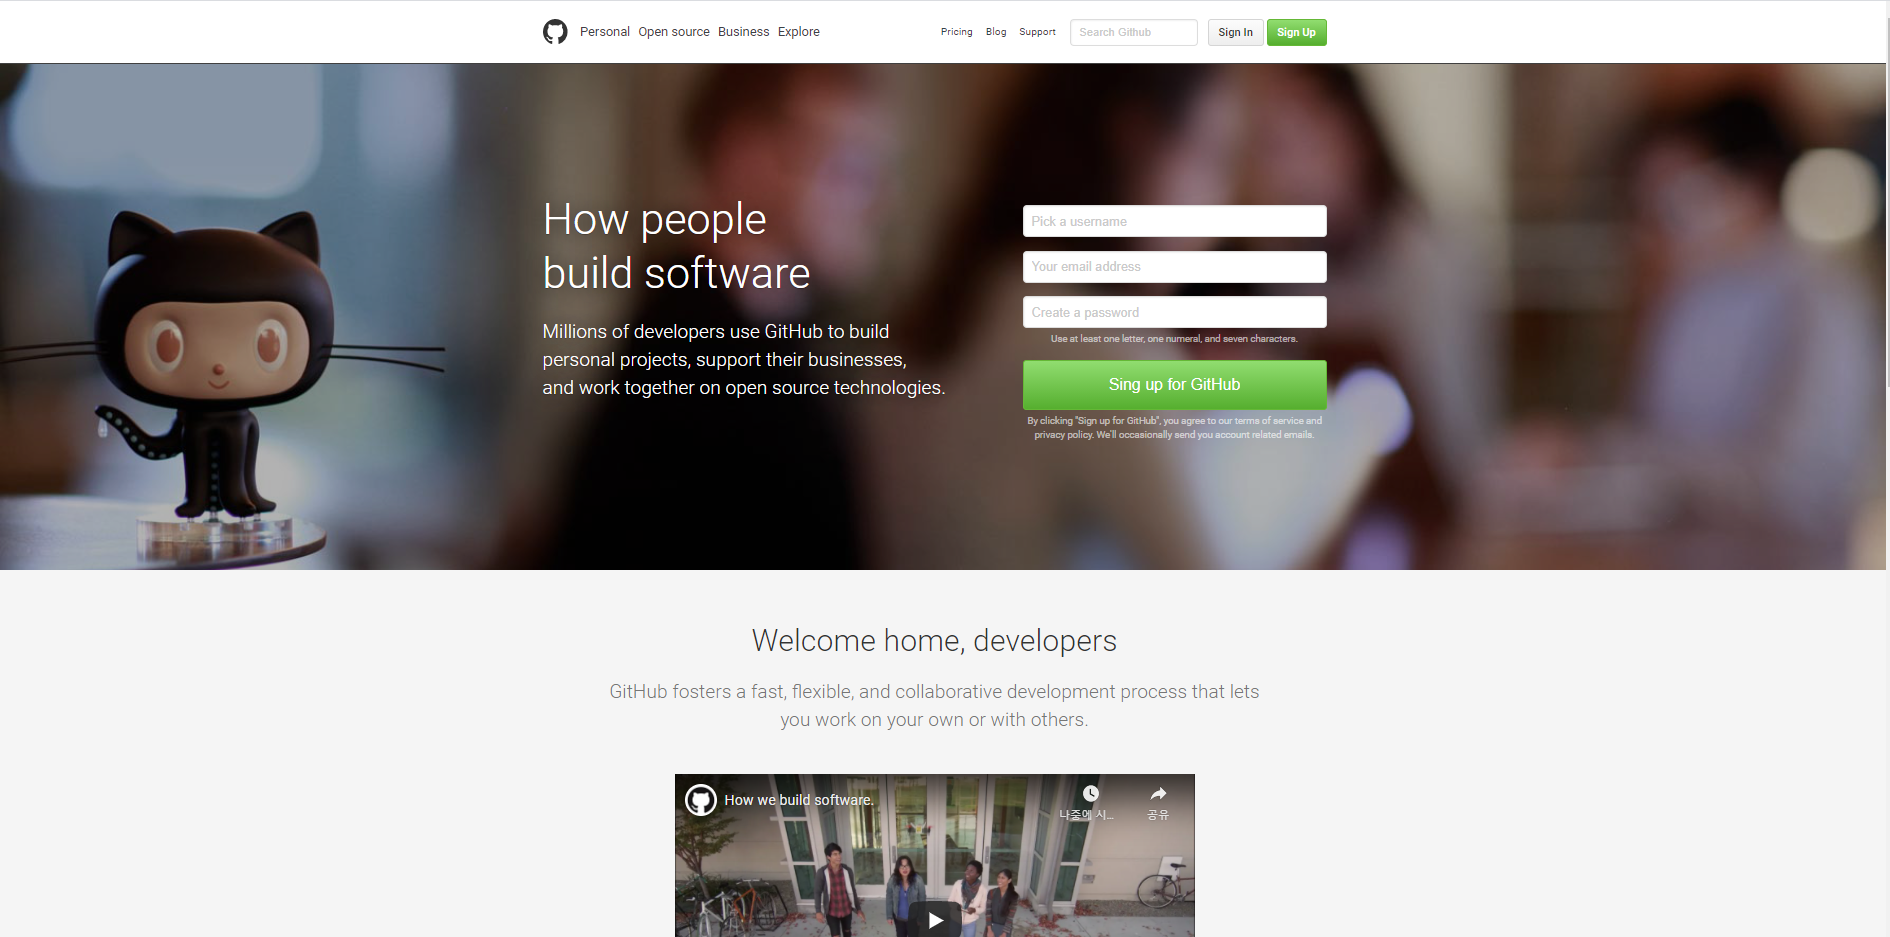 Personal Open source Business Explore Pricing Blog Support Search Github Sign In Sign Up
How people
build software
Millions of developers use GitHub to build
personal projects, support their businesses,
and work together on open source technologies.
Pick a username
Your email address
Create a password
Use at least one letter, one numeral, and seven characters.
Sing up for GitHub
By clicking "Sign up for GitHub", you agree to our terms of service and
privacy policy. We'll occasionally send you account related emails.
Welcome home, developers
GitHub fosters a fast, flexible, and collaborative development process that lets
you work on your own or with others.
How we build software.
나중에 시... 공유